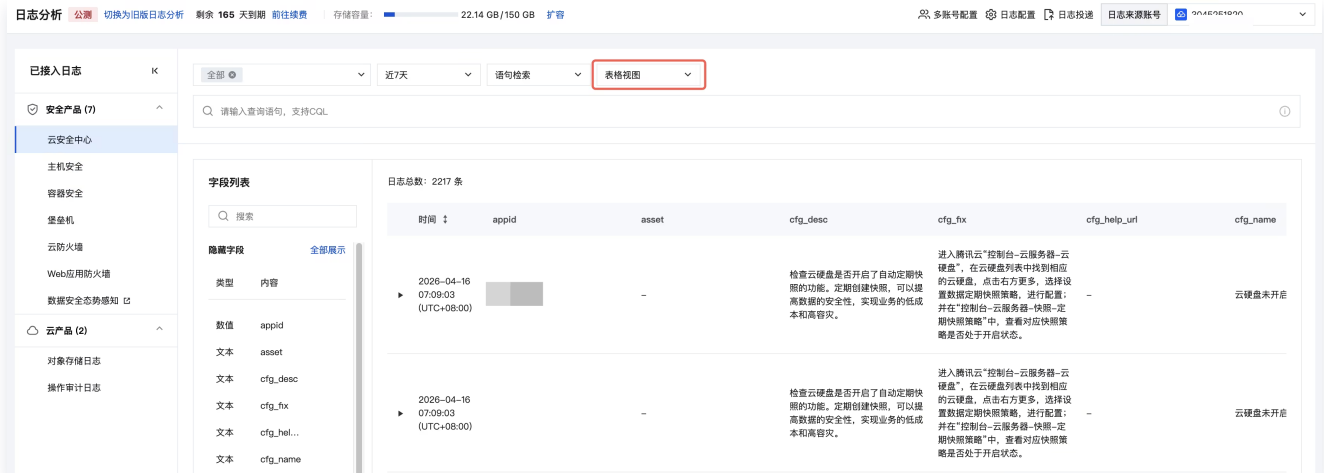 日志分析 公测 切换为旧版日志分析 剩余 165 天到期 前往续费 存储容量： 22.14 GB/150 GB 扩容 多账号配置 日志配置 日志投递 日志来源账号
已接入日志
全部 近7天 语句检索 表格视图
安全产品 (7)
请输入查询语句，支持CQL
云安全中心
主机安全
容器安全
堡垒机
云防火墙
Web应用防火墙
数据安全态势感知
云产品 (2)
对象存储日志
操作审计日志
字段列表
搜索
隐藏字段 全部展示
类型 内容
数值 appid
文本 asset
文本 cfg_desc
文本 cfg_fix
文本 cfg_hel...
文本 cfg_name
日志总数：2217 条
时间 appid asset cfg_desc cfg_fix cfg_help_url cfg_name
2026-04-16
07:09:03
(UTC+08:00)
–
检查云硬盘是否开启了自动定期快
照的功能。定期创建快照，可以提
高数据的安全性，实现业务的低成
本和高容灾。
进入腾讯云“控制台-云服务器-云
硬盘”，在云硬盘列表中找到相应
的云硬盘，点击右方更多，选择设
置数据定期快照策略，进行配置；
并在“控制台-云服务器-快照-定
期快照策略”中，查看对应快照策
略是否处于开启状态。
–
云硬盘未开启
2026-04-16
07:09:03
(UTC+08:00)
–
检查云硬盘是否开启了自动定期快
照的功能。定期创建快照，可以提
高数据的安全性，实现业务的低成
本和高容灾。
进入腾讯云“控制台-云服务器-云
硬盘”，在云硬盘列表中找到相应
的云硬盘，点击右方更多，选择设
置数据定期快照策略，进行配置；
并在“控制台-云服务器-快照-定
期快照策略”中，查看对应快照策
略是否处于开启状态。
–
云硬盘未开启